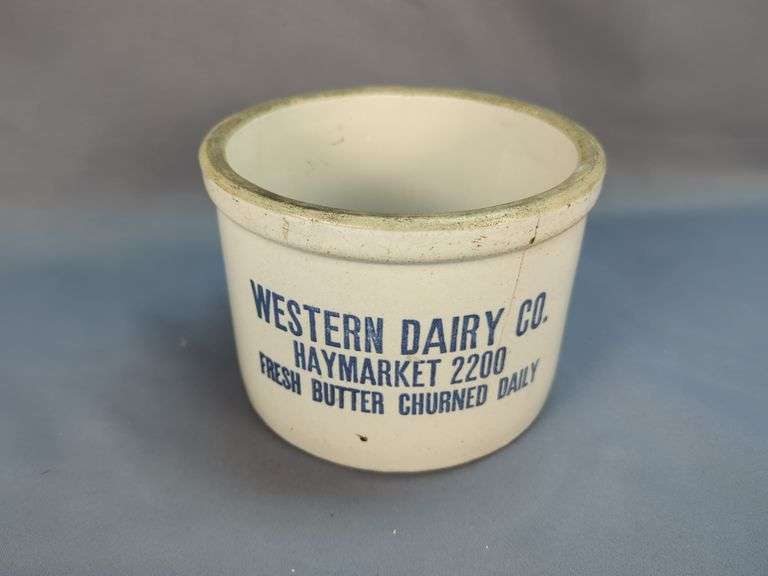 WESTERN DAIRY CO.
HAYMARKET 2200
FRESH BUTTER CHURNED DAILY